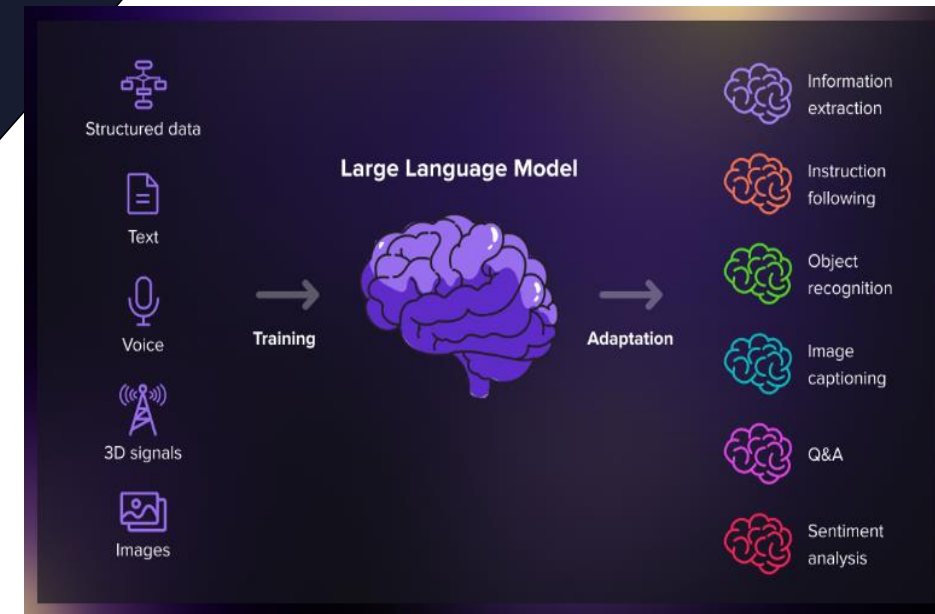 Structured data
Text
Voice
3D signals
Images
Training
Large Language Model
Adaptation
Information
extraction
Instruction
following
Object
recognition
Image
captioning
Q&A
Sentiment
analysis